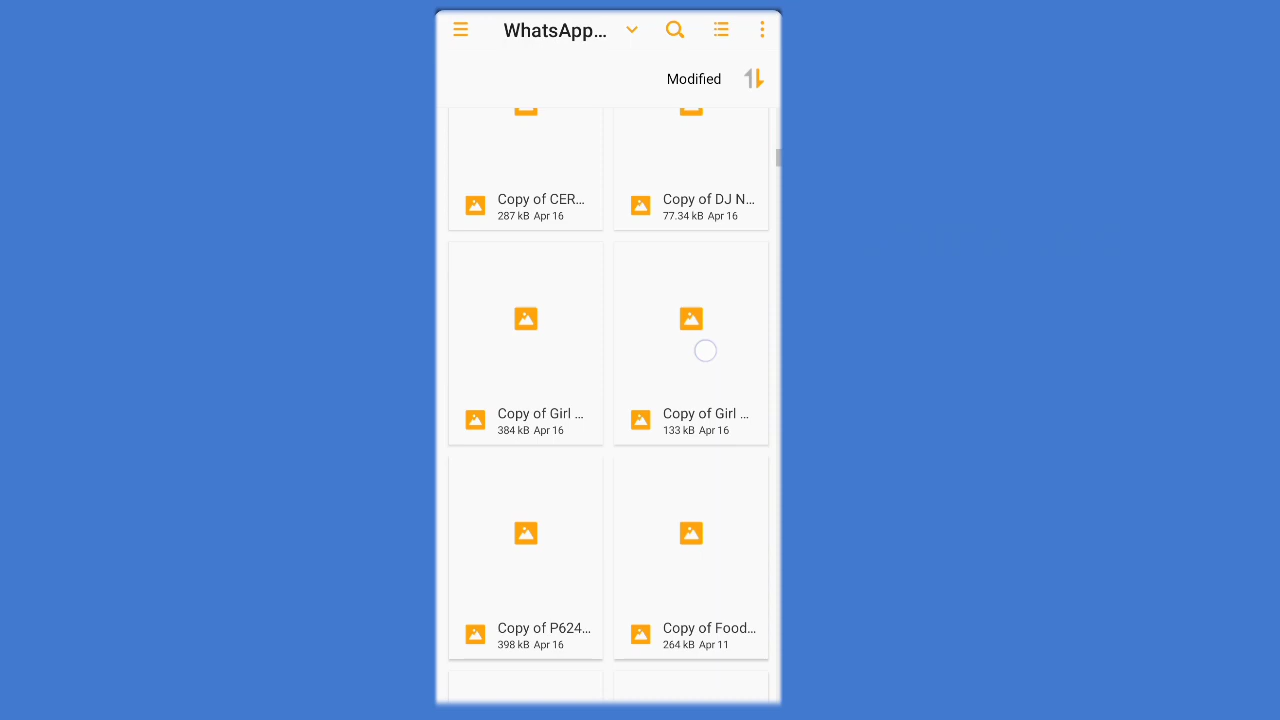 WhatsApp...
Modified
Copy of CER...
287 kB Apr 16
Copy of DJ N...
77.34 kB Apr 16
Copy of Girl ...
384 kB Apr 16
Copy of Girl ...
133 kB Apr 16
Copy of P624...
398 kB Apr 16
Copy of Food...
264 kB Apr 11